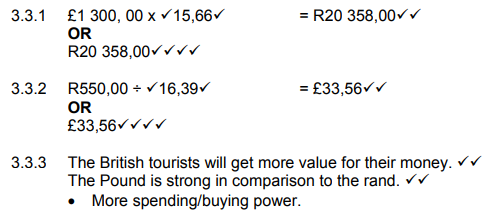 3.3.1 £1 300, 00 x ✓15,66✓ = R20 358,00✓✓
OR
R20 358,00✓✓✓✓
3.3.2 R550,00 ÷ ✓16,39✓ = £33,56✓✓
OR
£33,56✓✓✓✓
3.3.3 The British tourists will get more value for their money. ✓✓
The Pound is strong in comparison to the rand. ✓✓
• More spending/buying power.